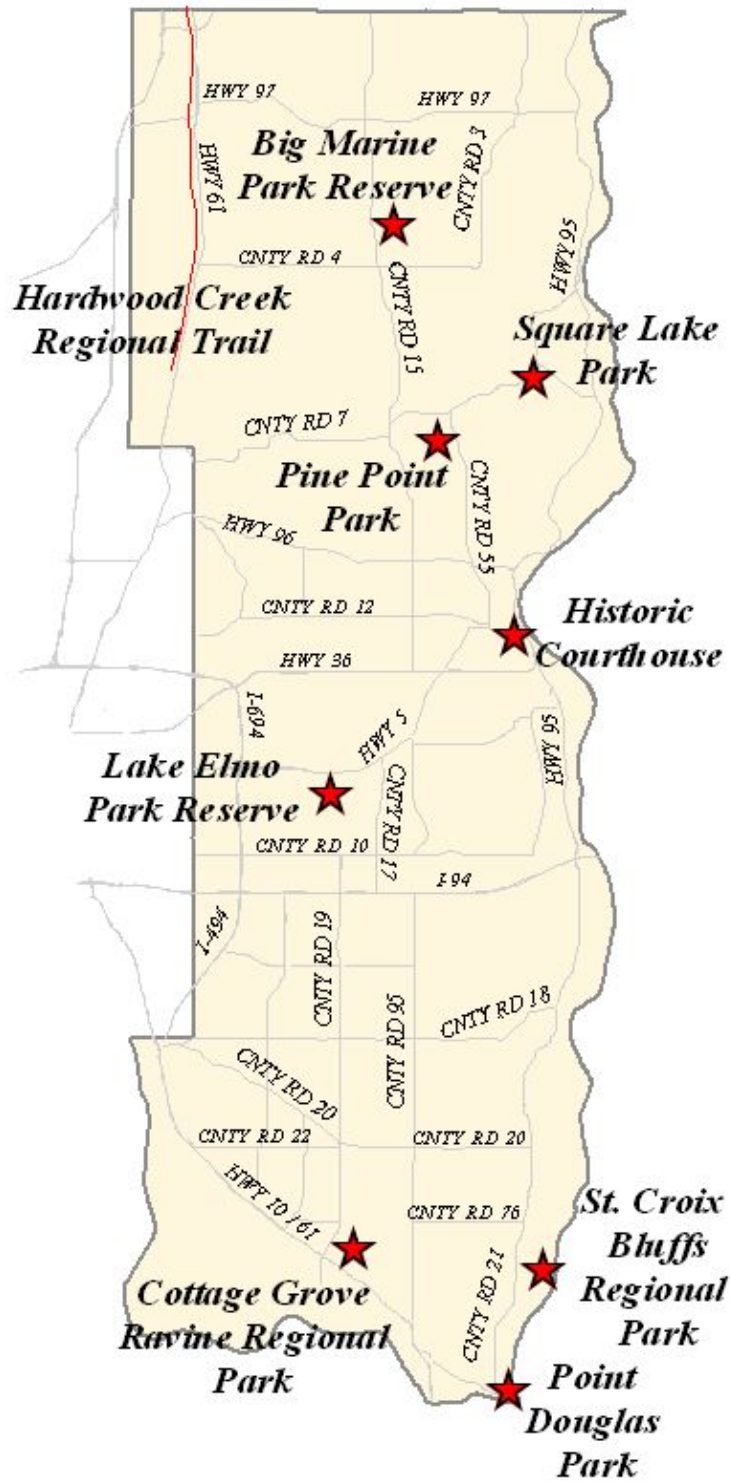 HWY 97
HWY 97
Big Marine
Park Reserve
CNTY RD 3
HWY 61
HWY 95
CNTY RD 4
Hardwood Creek
Regional Trail
CNTY RD 15
Square Lake
Park
CNTY RD 7
Pine Point
Park
CNTY RD 55
HWY 96
CNTY RD 12
Historic
Courthouse
HWY 36
I-694
HWY 5
HWY 95
Lake Elmo
Park Reserve
CNTY RD 17
CNTY RD 10
I-94
I-494
CNTY RD 19
CNTY RD 95
CNTY RD 18
CNTY RD 20
CNTY RD 22
CNTY RD 20
HWY 10 / 61
CNTY RD 76
St. Croix
Bluffs
Regional
Park
CNTY RD 21
Cottage Grove
Ravine Regional
Park
Point
Douglas
Park